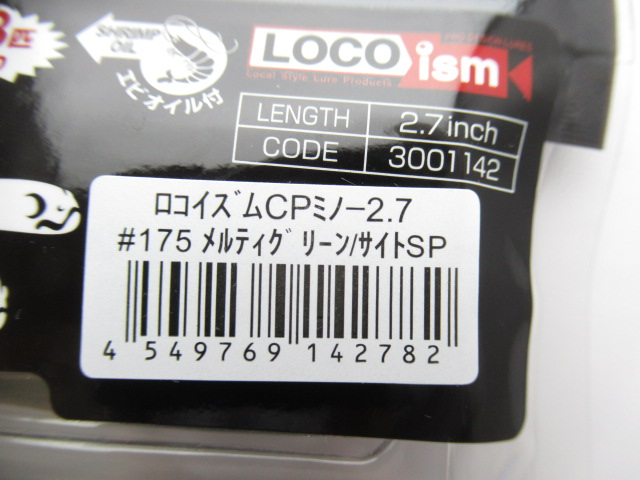 SHRIMP
OIL
エビオイル付
LOCO ism
Local Style Lure Products
LENGTH 2.7inch
CODE 3001142
ﾛｺｲｽﾞﾑCPﾐﾉｰ2.7
#175 ﾒﾙﾃｨｸﾞﾘｰﾝ/ｻｲﾄSP
4 549769 142782